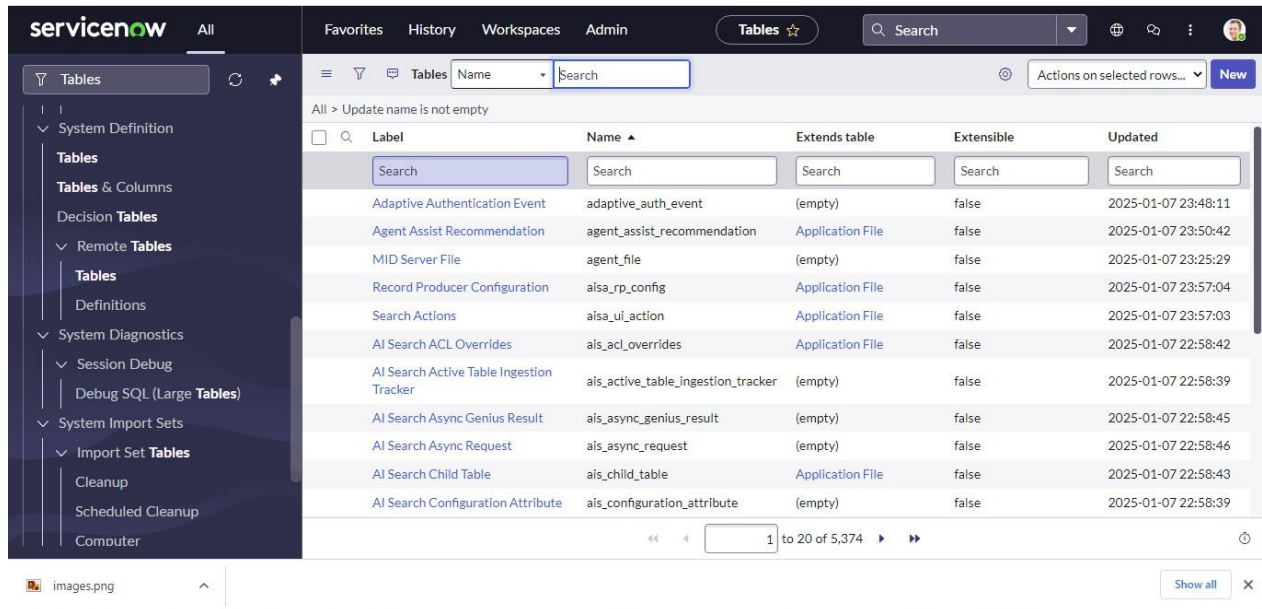 servicenow All Favorites History Workspaces Admin Tables Search
Tables
Tables Name Search Actions on selected rows... New
All > Update name is not empty
System Definition
Tables
Tables & Columns
Decision Tables
Remote Tables
Tables
Definitions
System Diagnostics
Session Debug
Debug SQL (Large Tables)
System Import Sets
Import Set Tables
Cleanup
Scheduled Cleanup
Computer
Label Name Extends table Extensible Updated
Search Search Search Search Search
Adaptive Authentication Event adaptive_auth_event (empty) false 2025-01-07 23:48:11
Agent Assist Recommendation agent_assist_recommendation Application File false 2025-01-07 23:50:42
MID Server File agent_file (empty) false 2025-01-07 23:25:29
Record Producer Configuration aisa_rp_config Application File false 2025-01-07 23:57:04
Search Actions aisa_ui_action Application File false 2025-01-07 23:57:03
AI Search ACL Overrides ais_acl_overrides Application File false 2025-01-07 22:58:42
AI Search Active Table Ingestion
Tracker ais_active_table_ingestion_tracker (empty) false 2025-01-07 22:58:39
AI Search Async Genius Result ais_async_genius_result (empty) false 2025-01-07 22:58:45
AI Search Async Request ais_async_request (empty) false 2025-01-07 22:58:46
AI Search Child Table ais_child_table Application File false 2025-01-07 22:58:43
AI Search Configuration Attribute ais_configuration_attribute (empty) false 2025-01-07 22:58:39
1 to 20 of 5,374
images.png Show all